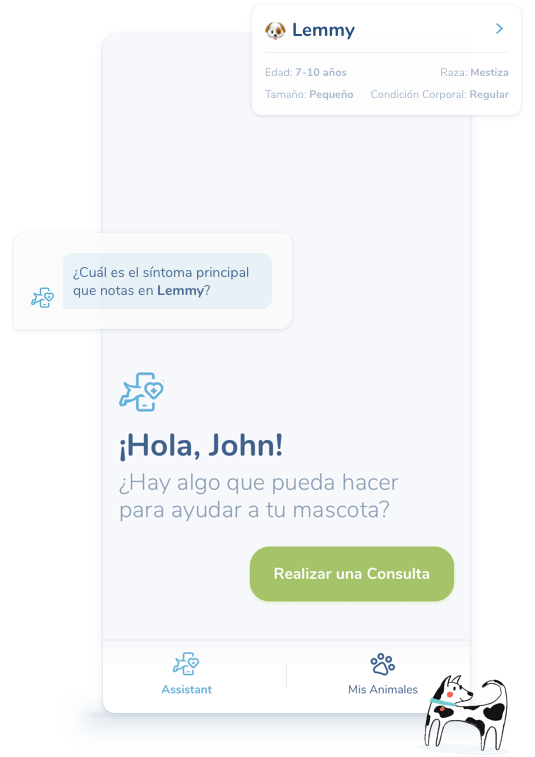 Lemmy
Edad: 7-10 años
Raza: Mestiza
Tamaño: Pequeño
Condición Corporal: Regular
¿Cuál es el síntoma principal
que notas en Lemmy?
¡Hola, John!
¿Hay algo que pueda hacer
para ayudar a tu mascota?
Realizar una Consulta
Assistant
Mis Animales